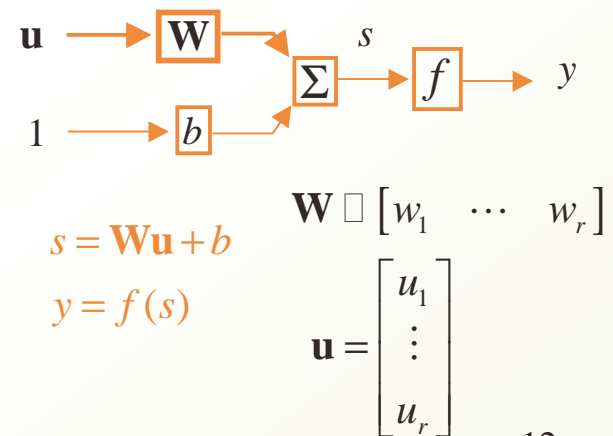 u W s
Σ f y
1 b
W □ [w₁ ⋯ wᵣ]
s = Wu + b
y = f(s)
u = [u₁ ⋮ uᵣ]